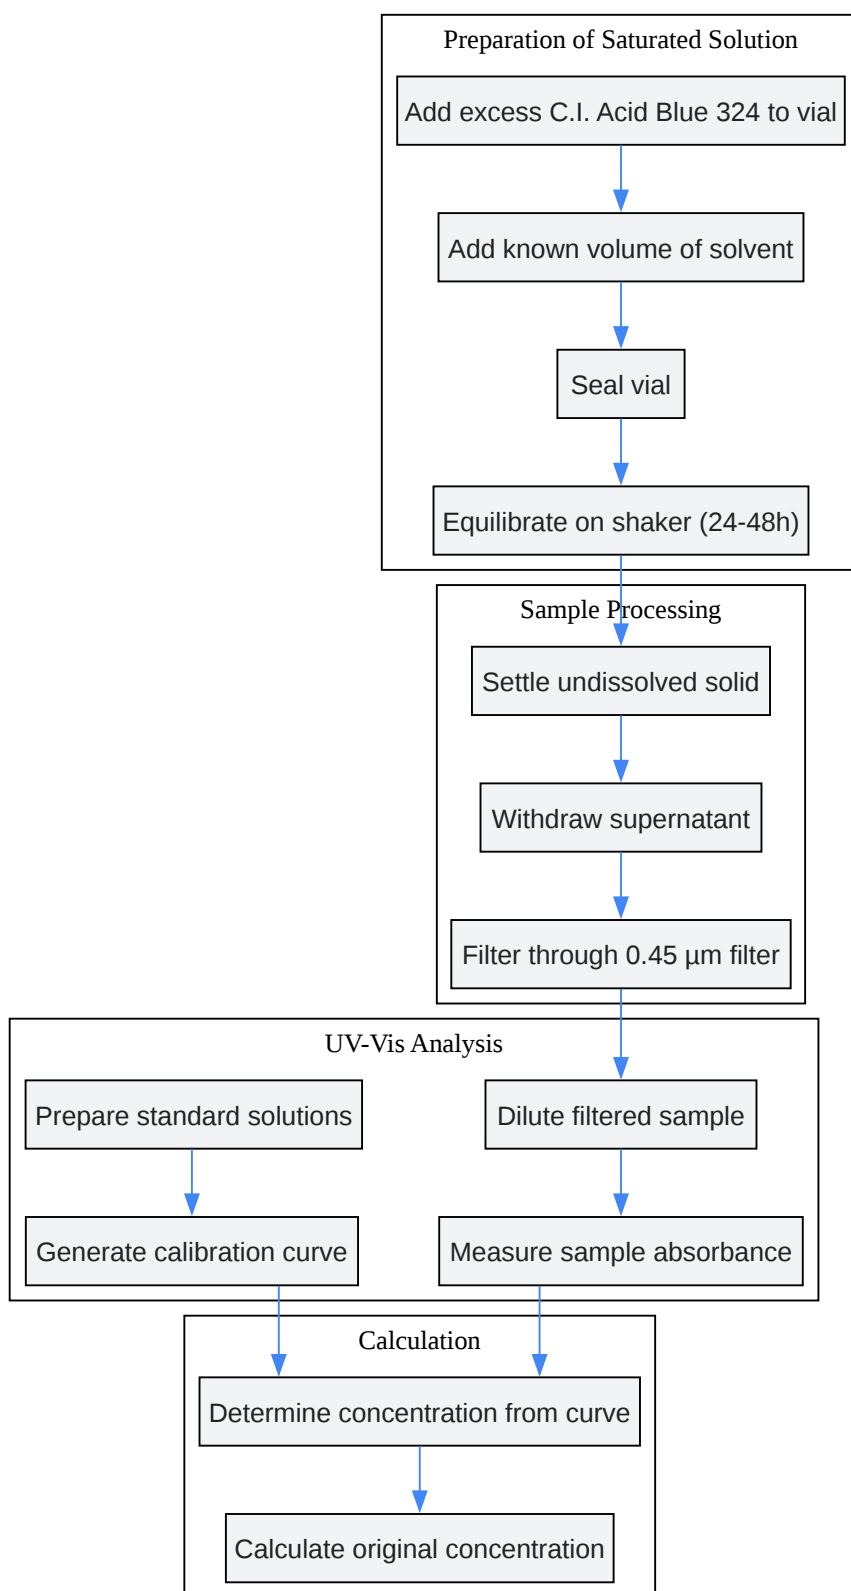 Preparation of Saturated Solution
Add excess C.I. Acid Blue 324 to vial
Add known volume of solvent
Seal vial
Equilibrate on shaker (24-48h)
Sample Processing
Settle undissolved solid
Withdraw supernatant
Filter through 0.45 µm filter
UV-Vis Analysis
Prepare standard solutions
Dilute filtered sample
Generate calibration curve
Measure sample absorbance
Calculation
Determine concentration from curve
Calculate original concentration